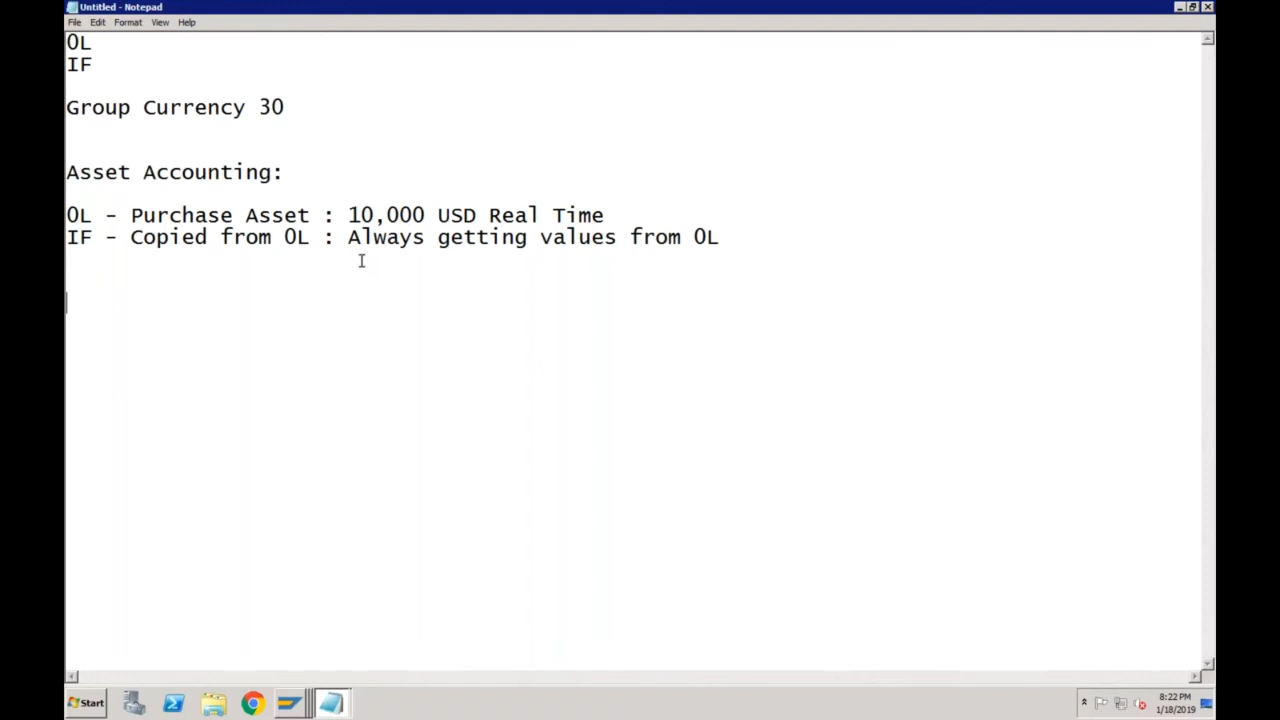 Untitled - Notepad
File Edit Format View Help
0L
IF
Group Currency 30
Asset Accounting:
0L - Purchase Asset : 10,000 USD Real Time
IF - Copied from 0L : Always getting values from 0L
Start
8:22 PM
1/18/2019